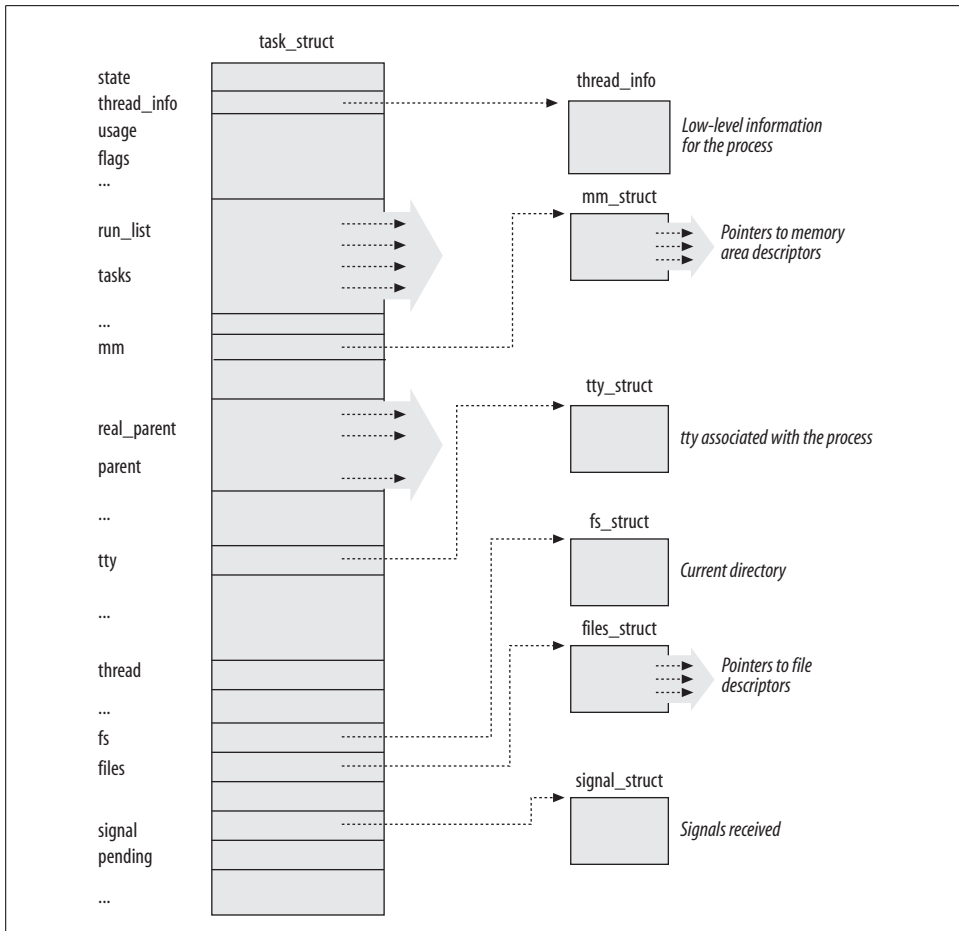 task_struct
state
thread_info
usage
flags
...
run_list
tasks
...
mm
real_parent
parent
...
tty
...
thread
...
fs
files
signal
pending
...
thread_info
Low-level information
for the process
mm_struct
Pointers to memory
area descriptors
tty_struct
tty associated with the process
fs_struct
Current directory
files_struct
Pointers to file
descriptors
signal_struct
Signals received